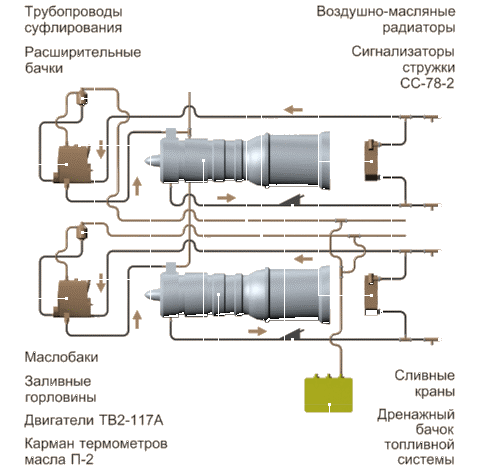 Трубопроводы
суфлирования
Расширительные
бачки
Воздушно-масляные
радиаторы
Сигнализаторы
стружки
СС-78-2
Маслобаки
Заливные
горловины
Двигатели ТВ2-117А
Карман термометров
масла П-2
Сливные
краны
Дренажный
бачок
топливной
системы